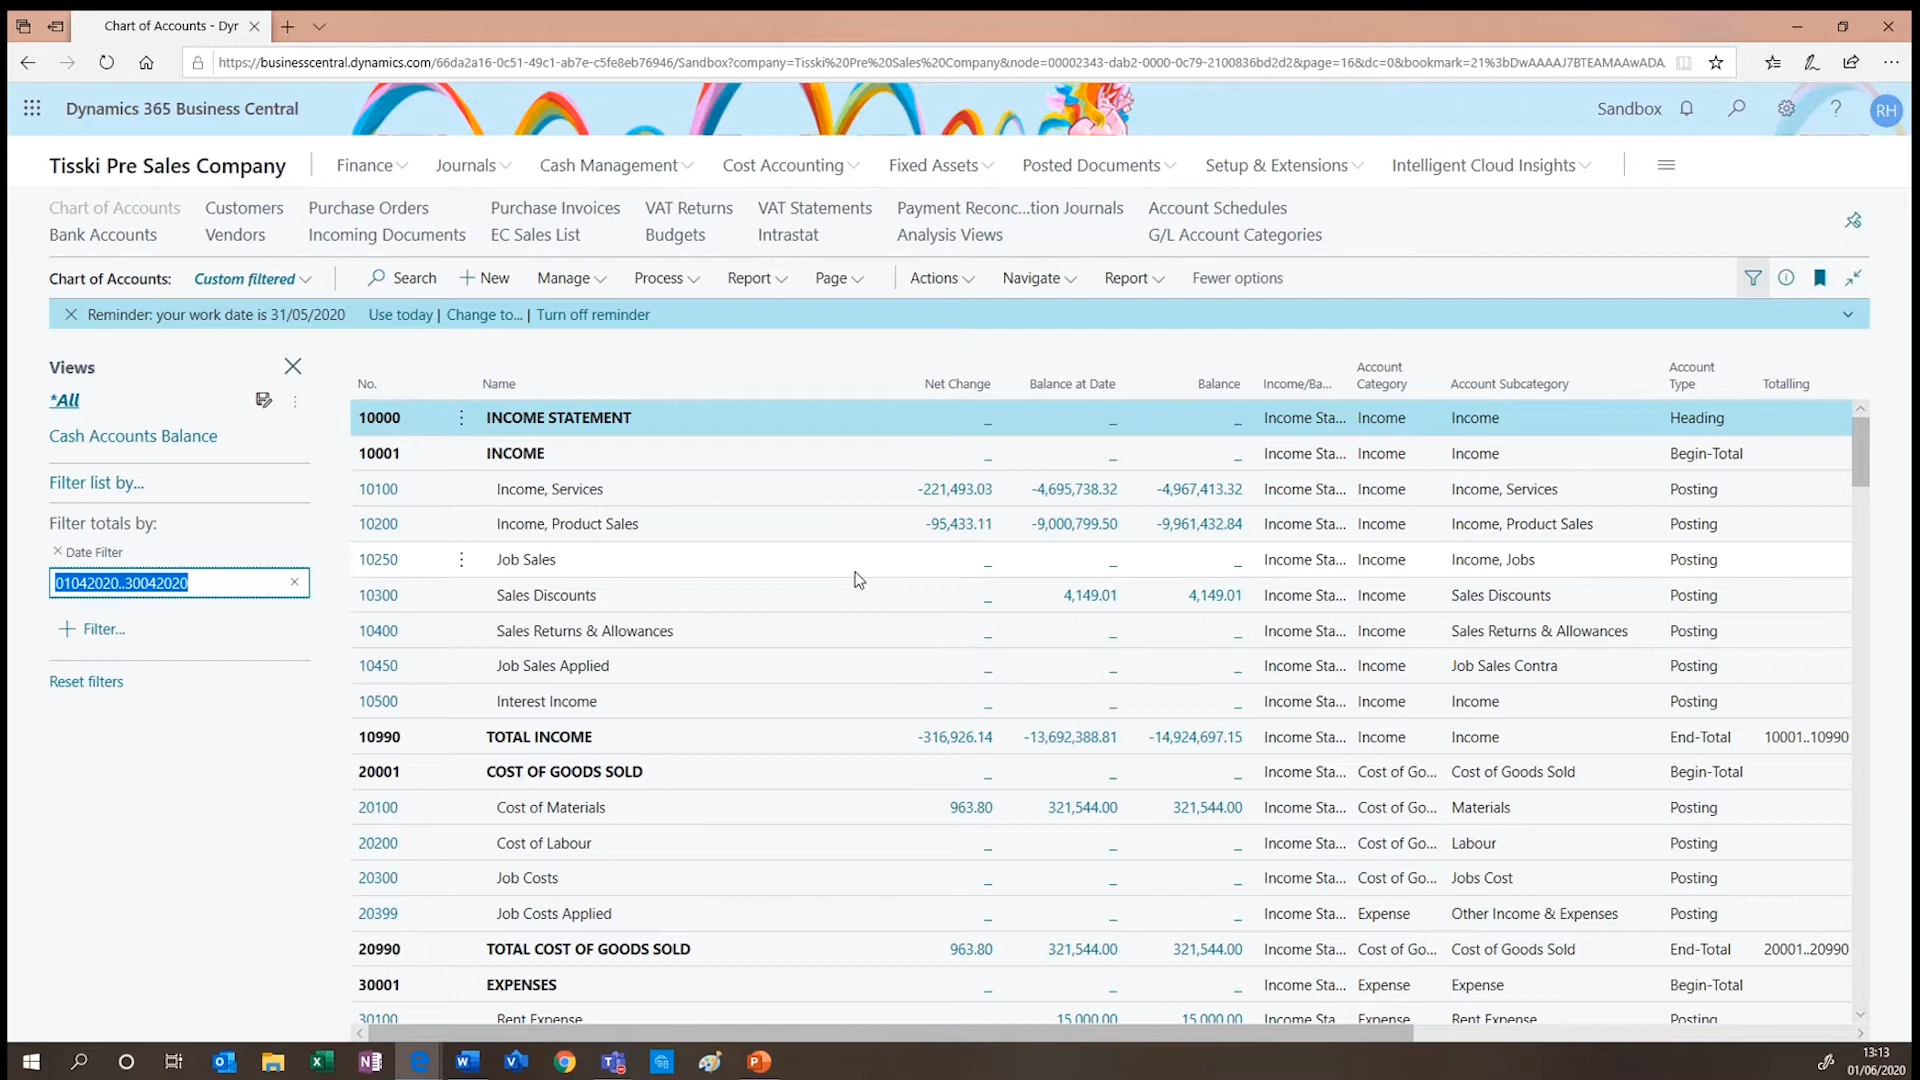 Chart of Accounts - Dyr
https://businesscentral.dynamics.com/66da2a16-0c51-49c1-ab7e-c5fe8eb76946/Sandbox?company=Tisski%20Pre%20Sales%20Company&node=00002343-dab2-0000-0c79-2100836bd2d2&page=16&dc=0&bookmark=21%3bDwAAAAJ7BTEAMAAwADA
Dynamics 365 Business Central
Sandbox
?
RH
Tisski Pre Sales Company
Finance Journals Cash Management Cost Accounting Fixed Assets Posted Documents Setup & Extensions Intelligent Cloud Insights
Chart of Accounts Customers Purchase Orders Purchase Invoices VAT Returns VAT Statements Payment Reconc...tion Journals Account Schedules
Bank Accounts Vendors Incoming Documents EC Sales List Budgets Intrastat Analysis Views G/L Account Categories
Chart of Accounts: Custom filtered Search New Manage Process Report Page Actions Navigate Report Fewer options
Reminder: your work date is 31/05/2020 Use today | Change to... | Turn off reminder
Views
*All
Cash Accounts Balance
Filter list by...
Filter totals by:
Date Filter
01042020..30042020
Filter...
Reset filters
No. Name Net Change Balance at Date Balance Income/Ba... Account Category Account Subcategory Account Type Totalling
10000 INCOME STATEMENT _ _ _ Income Sta... Income Income Heading
10001 INCOME _ _ _ Income Sta... Income Income Begin-Total
10100 Income, Services -221,493.03 -4,695,738.32 -4,967,413.32 Income Sta... Income Income, Services Posting
10200 Income, Product Sales -95,433.11 -9,000,799.50 -9,961,432.84 Income Sta... Income Income, Product Sales Posting
10250 Job Sales _ _ _ Income Sta... Income Income, Jobs Posting
10300 Sales Discounts _ 4,149.01 4,149.01 Income Sta... Income Sales Discounts Posting
10400 Sales Returns & Allowances _ _ _ Income Sta... Income Sales Returns & Allowances Posting
10450 Job Sales Applied _ _ _ Income Sta... Income Job Sales Contra Posting
10500 Interest Income _ _ _ Income Sta... Income Income Posting
10990 TOTAL INCOME -316,926.14 -13,692,388.81 -14,924,697.15 Income Sta... Income Income End-Total 10001..10990
20001 COST OF GOODS SOLD _ _ _ Income Sta... Cost of Go... Cost of Goods Sold Begin-Total
20100 Cost of Materials 963.80 321,544.00 321,544.00 Income Sta... Cost of Go... Materials Posting
20200 Cost of Labour _ _ _ Income Sta... Cost of Go... Labour Posting
20300 Job Costs _ _ _ Income Sta... Cost of Go... Jobs Cost Posting
20399 Job Costs Applied _ _ _ Income Sta... Expense Other Income & Expenses Posting
20990 TOTAL COST OF GOODS SOLD 963.80 321,544.00 321,544.00 Income Sta... Cost of Go... Cost of Goods Sold End-Total 20001..20990
30001 EXPENSES _ _ _ Income Sta... Expense Expense Begin-Total
30100 Rent Expense 15,000.00 15,000.00 Income Sta... Expense Rent Expense Posting
13:13
01/06/2020